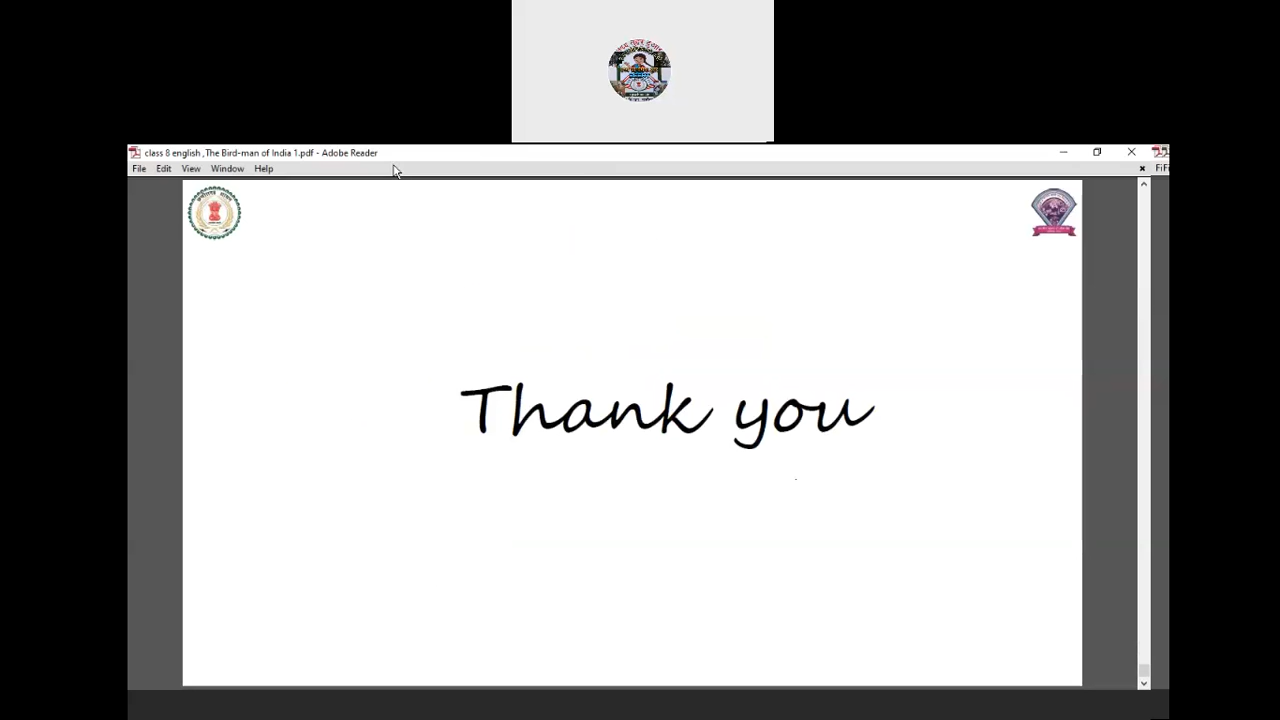 class 8 english ,The Bird-man of India 1.pdf - Adobe Reader
File Edit View Window Help
Thank you